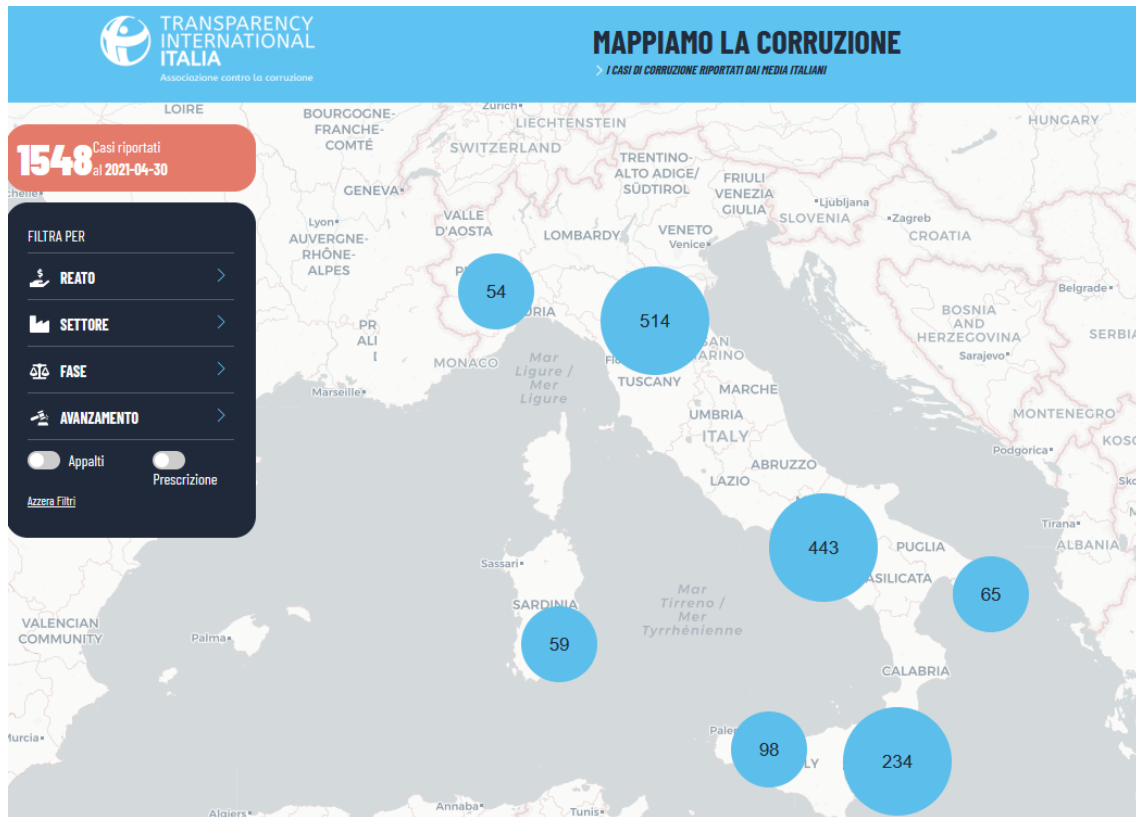 TRANSPARENCY
INTERNATIONAL
ITALIA
Associazione contro la corruzione
MAPPIAMO LA CORRUZIONE
I CASI DI CORRUZIONE RIPORTATI DAI MEDIA ITALIANI
1548 Casi riportati
al 2021-04-30
FILTRA PER
REATO
SETTORE
FASE
AVANZAMENTO
Appalti
Prescrizione
Azzera Filtri
LOIRE
BOURGOGNE-
FRANCHE-
COMTÉ
Zurich
LIECHTENSTEIN
SWITZERLAND
HUNGARY
TRENTINO-
ALTO ADIGE/
SÜDTIROL
FRIULI
VENEZIA
GIULIA
GENEVA
Ljubljana
SLOVENIA
Zagreb
CROATIA
Lyon
AUVERGNE-
RHÔNE-
ALPES
VALLE
D'AOSTA
LOMBARDY
VENETO
Venice
Belgrade
54
514
BOSNIA
AND
HERZEGOVINA
Sarajevo
SERBIA
PR
AL
MONACO
Mar
Ligure /
Mer
Ligure
TUSCANY
MARCHE
Marseille
UMBRIA
ITALY
MONTENEGRO
Podgorica
KOSO
ABRUZZO
LAZIO
Tirana
ALBANIA
443
PUGLIA
Sassari
SARDINIA
65
Mar
Tirreno /
Mer
Tyrrhénienne
VALENCIAN
COMMUNITY
Palma
59
CALABRIA
98
234
Murcia
Algiers
Annaba
Tunis